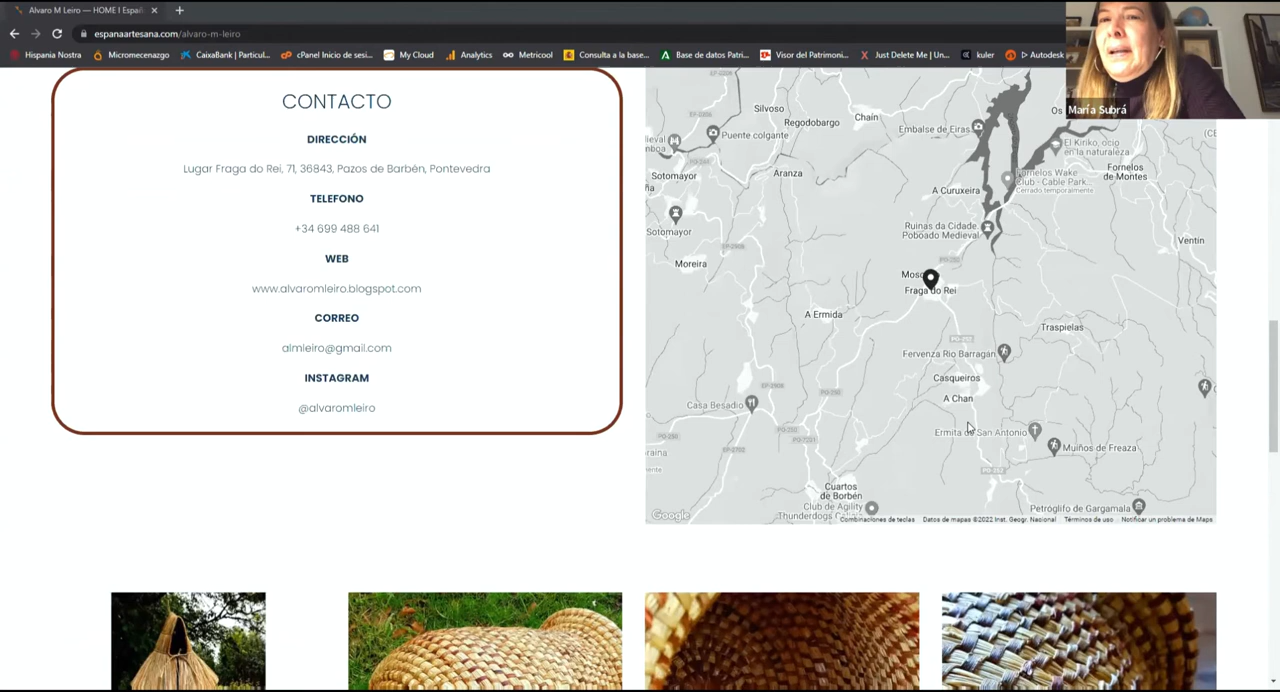 Alvaro M Leiro — HOME I Espai
espanaartesana.com/alvaro-m-leiro
Hispania Nostra
Micromecenazgo
CaixaBank | Particul...
cPanel Inicio de sesi...
My Cloud
Analytics
Metricool
Consulta a la base...
Base de datos Patri...
Visor del Patrimoni...
Just Delete Me | Un...
kuler
Autodesk
María Subrá
CONTACTO
DIRECCIÓN
Lugar Fraga do Rei, 71, 36843, Pazos de Barbén, Pontevedra
TELEFONO
+34 699 488 641
WEB
www.alvaromleiro.blogspot.com
CORREO
almleiro@gmail.com
INSTAGRAM
@alvaromleiro
Silvoso
Chaín
Regodobargo
Puente colgante
Embalse de Eiras
Os
El Kiriko, ocio
en la naturaleza
Sotomayor
Aranza
Fornelos Wake
Club - Cable Park...
Cerrado temporalmente
Fornelos
de Montes
A Curuxeira
Sotomayor
Ruinas da Cidade.
Poboado Medieval
Ventín
Moreira
Fraga do Rei
A Ermida
Traspielas
Fervenza Río Barragán
Casqueiros
A Chan
Casa Besadio
Ermita de San Antonio
Muiños de Freaza
Cuartos
de Borbén
Club de Agility
Petróglifo de Gargamala
Google
Combinaciones de teclas
Datos de mapas ©2022 Inst. Geogr. Nacional
Términos de uso
Notificar un problema de Maps